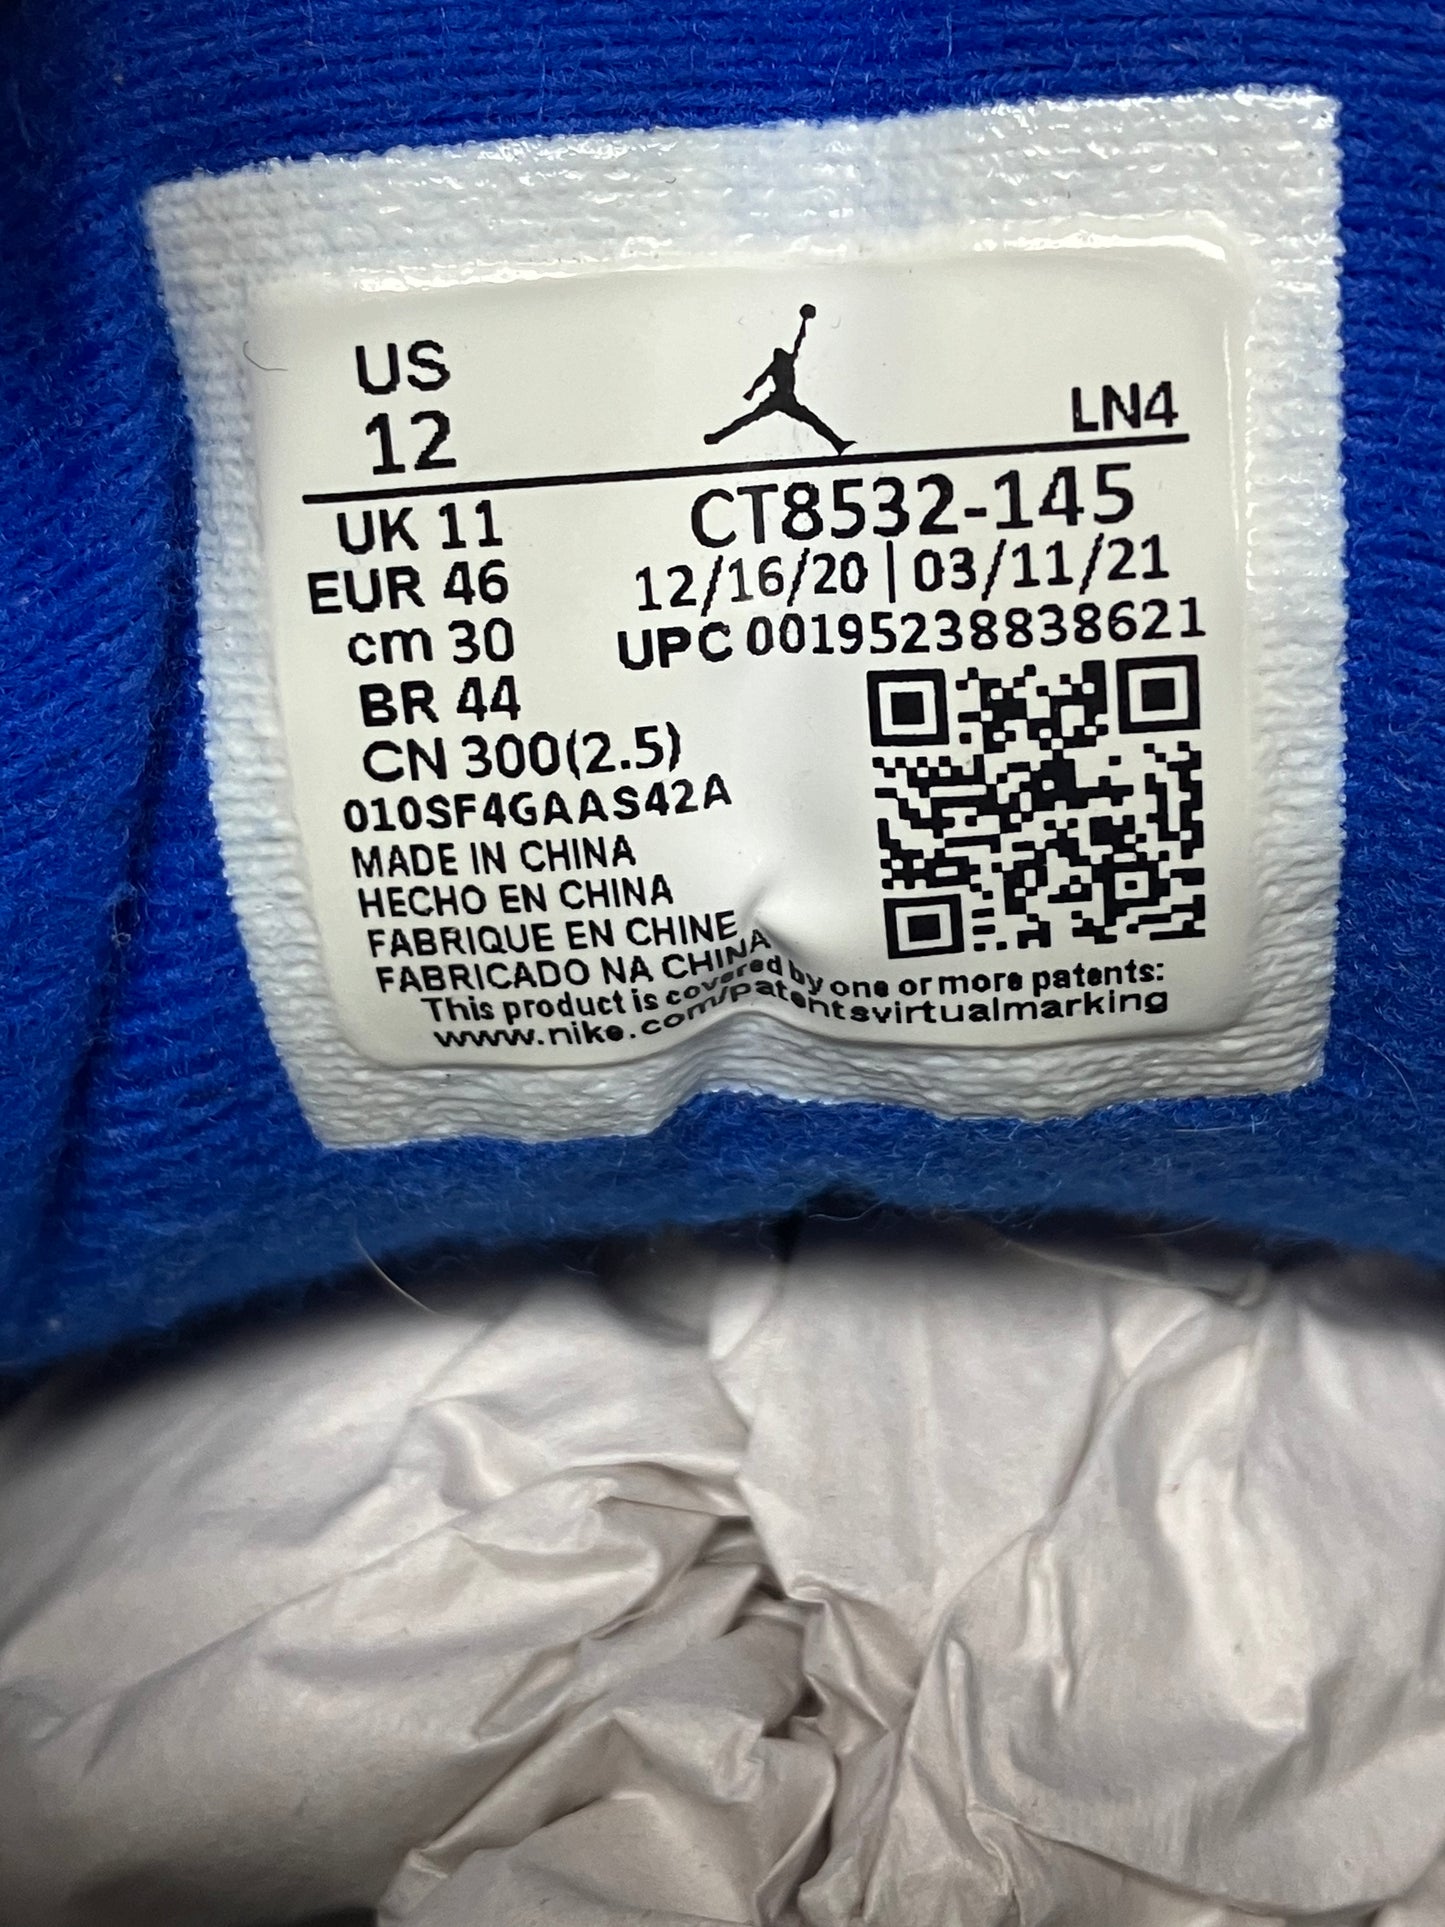 US
12
LN4
UK 11
EUR 46
cm 30
BR 44
CN 300(2.5)
CT8532-145
12/16/20 | 03/11/21
UPC 00195238838621
010SF4GAAS42A
MADE IN CHINA
HECHO EN CHINA
FABRIQUE EN CHINE
FABRICADO NA CHINA
This product is covered by one or more patents:
www.nike.com/patentsvirtualmarking